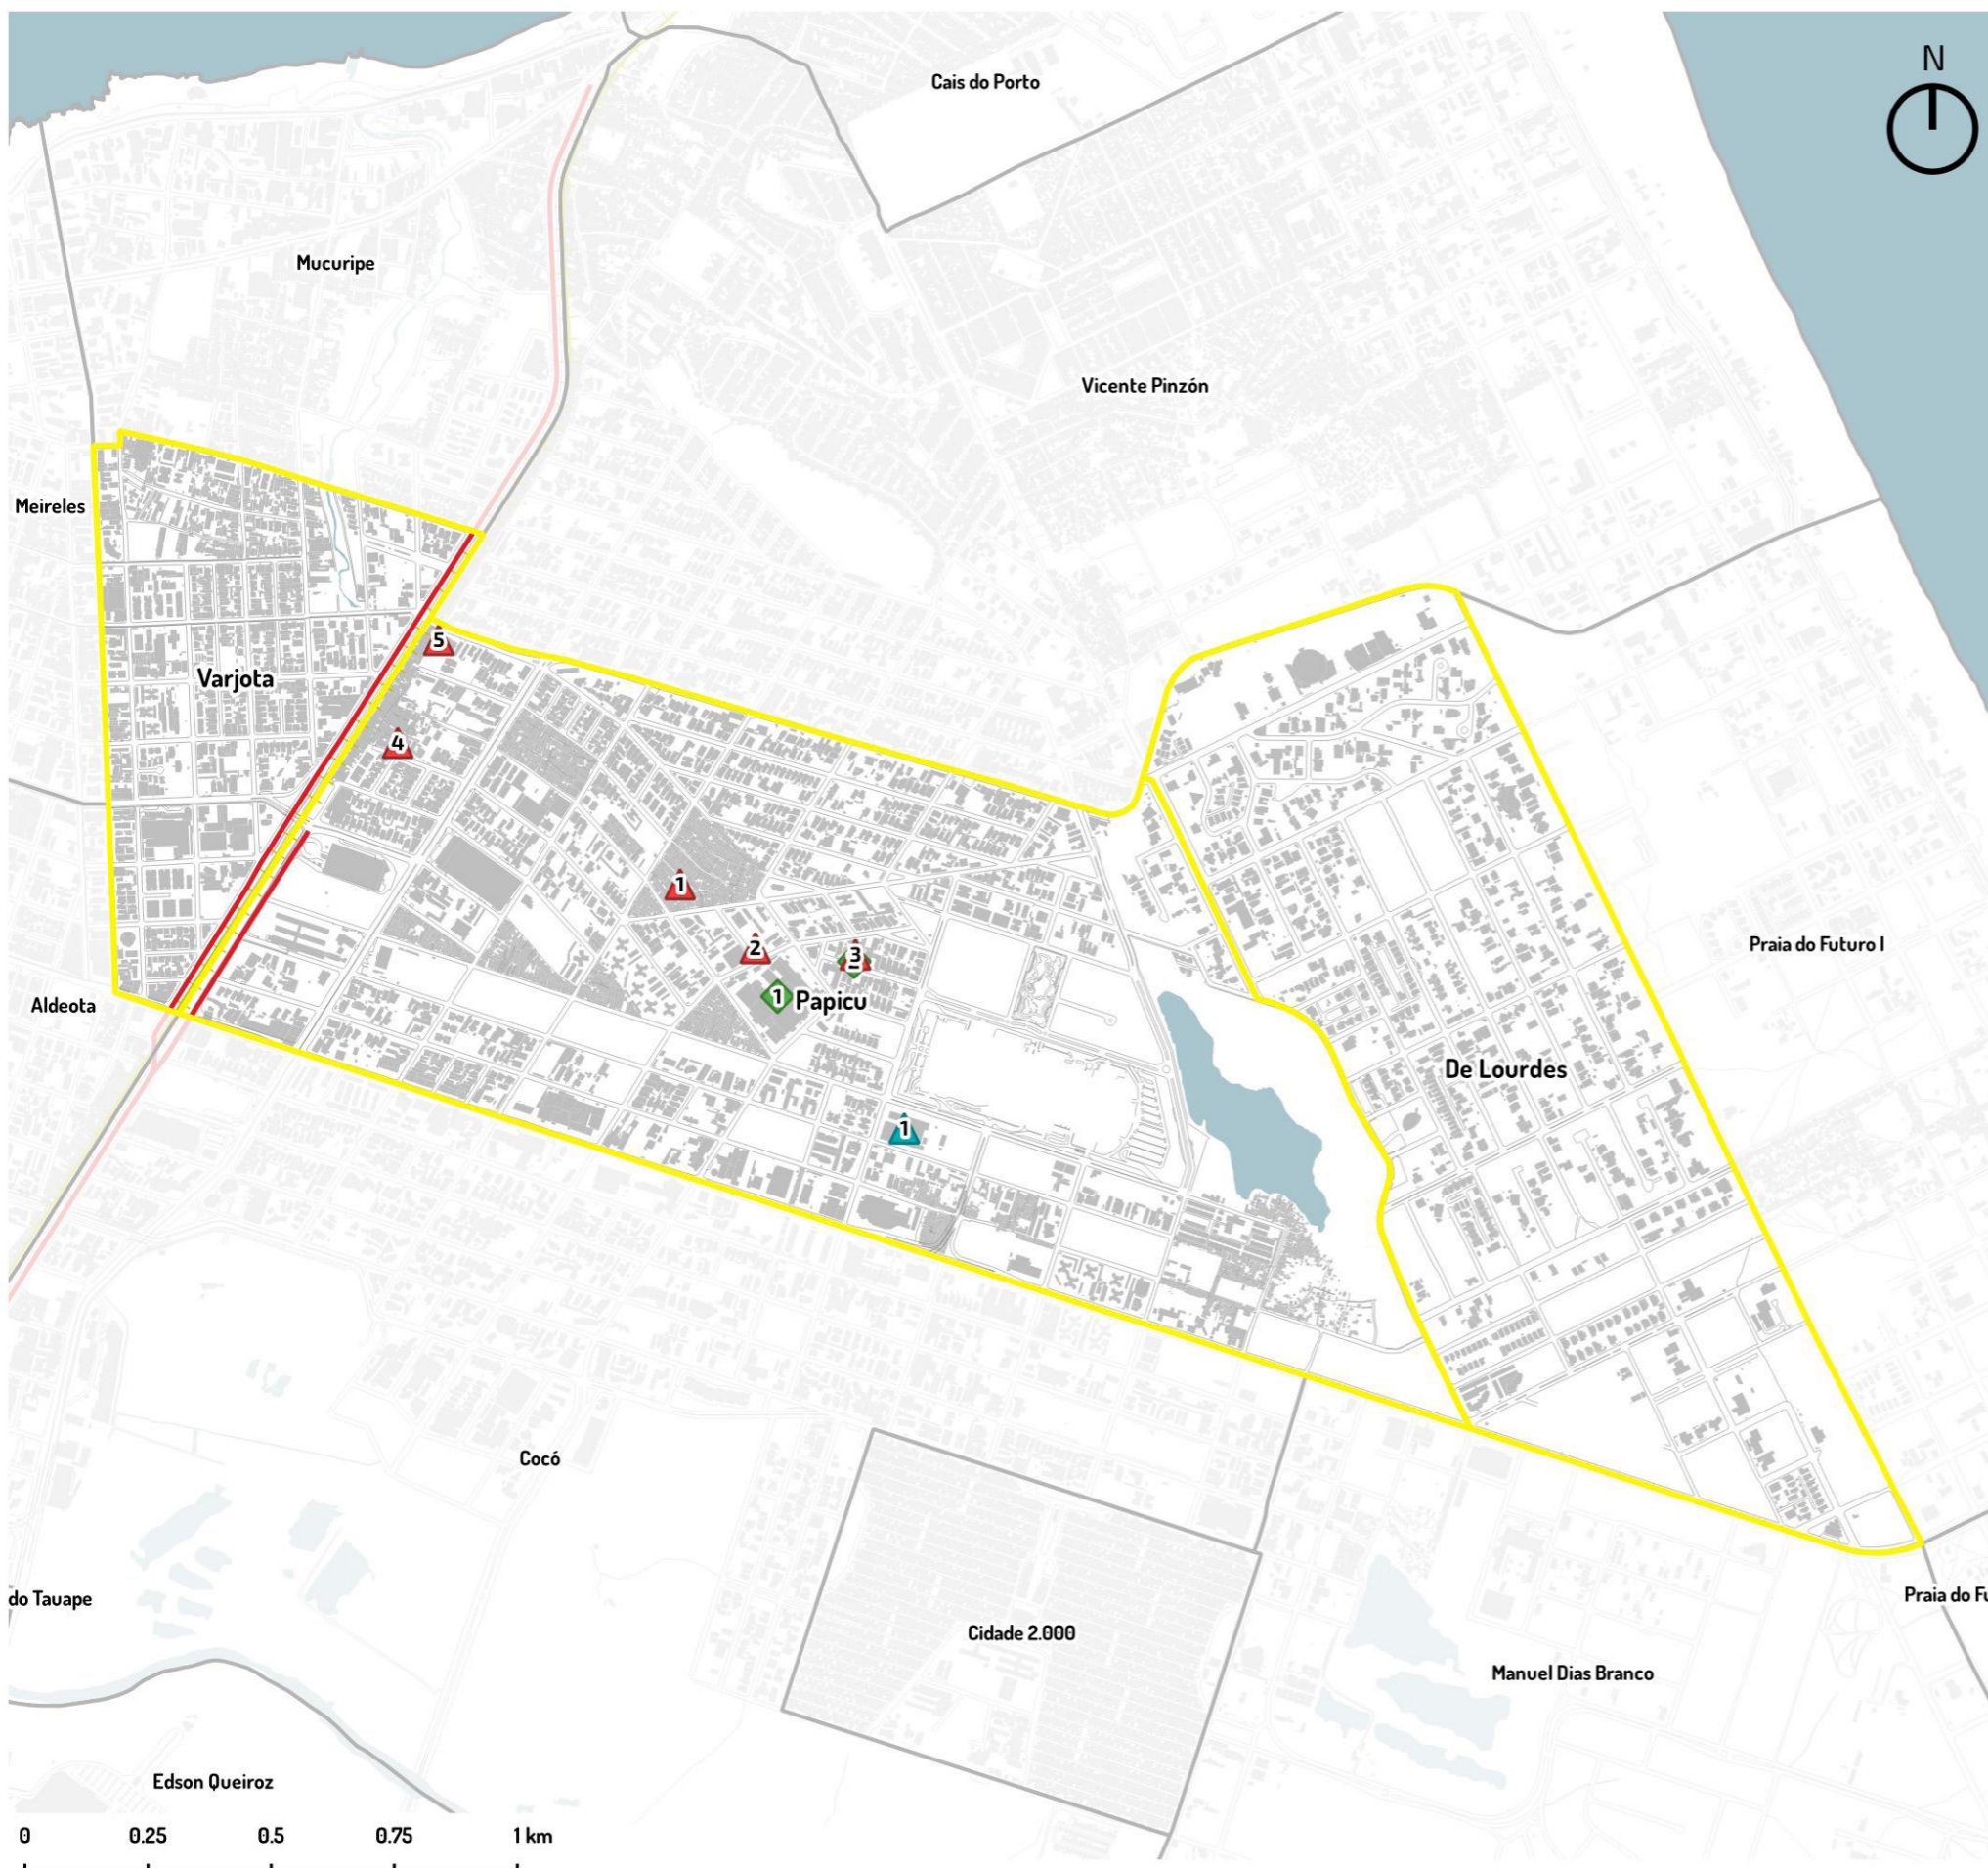 N
Cais do Porto
Mucuripe
Vicente Pinzón
Meireles
5
Varjota
4
1
2
3
Praia do Futuro I
1
Papicu
Aldeota
De Lourdes
1
Cocó
do Tauape
Praia do Fu
Cidade 2.000
Manuel Dias Branco
Edson Queiroz
0 0.25 0.5 0.75 1 km